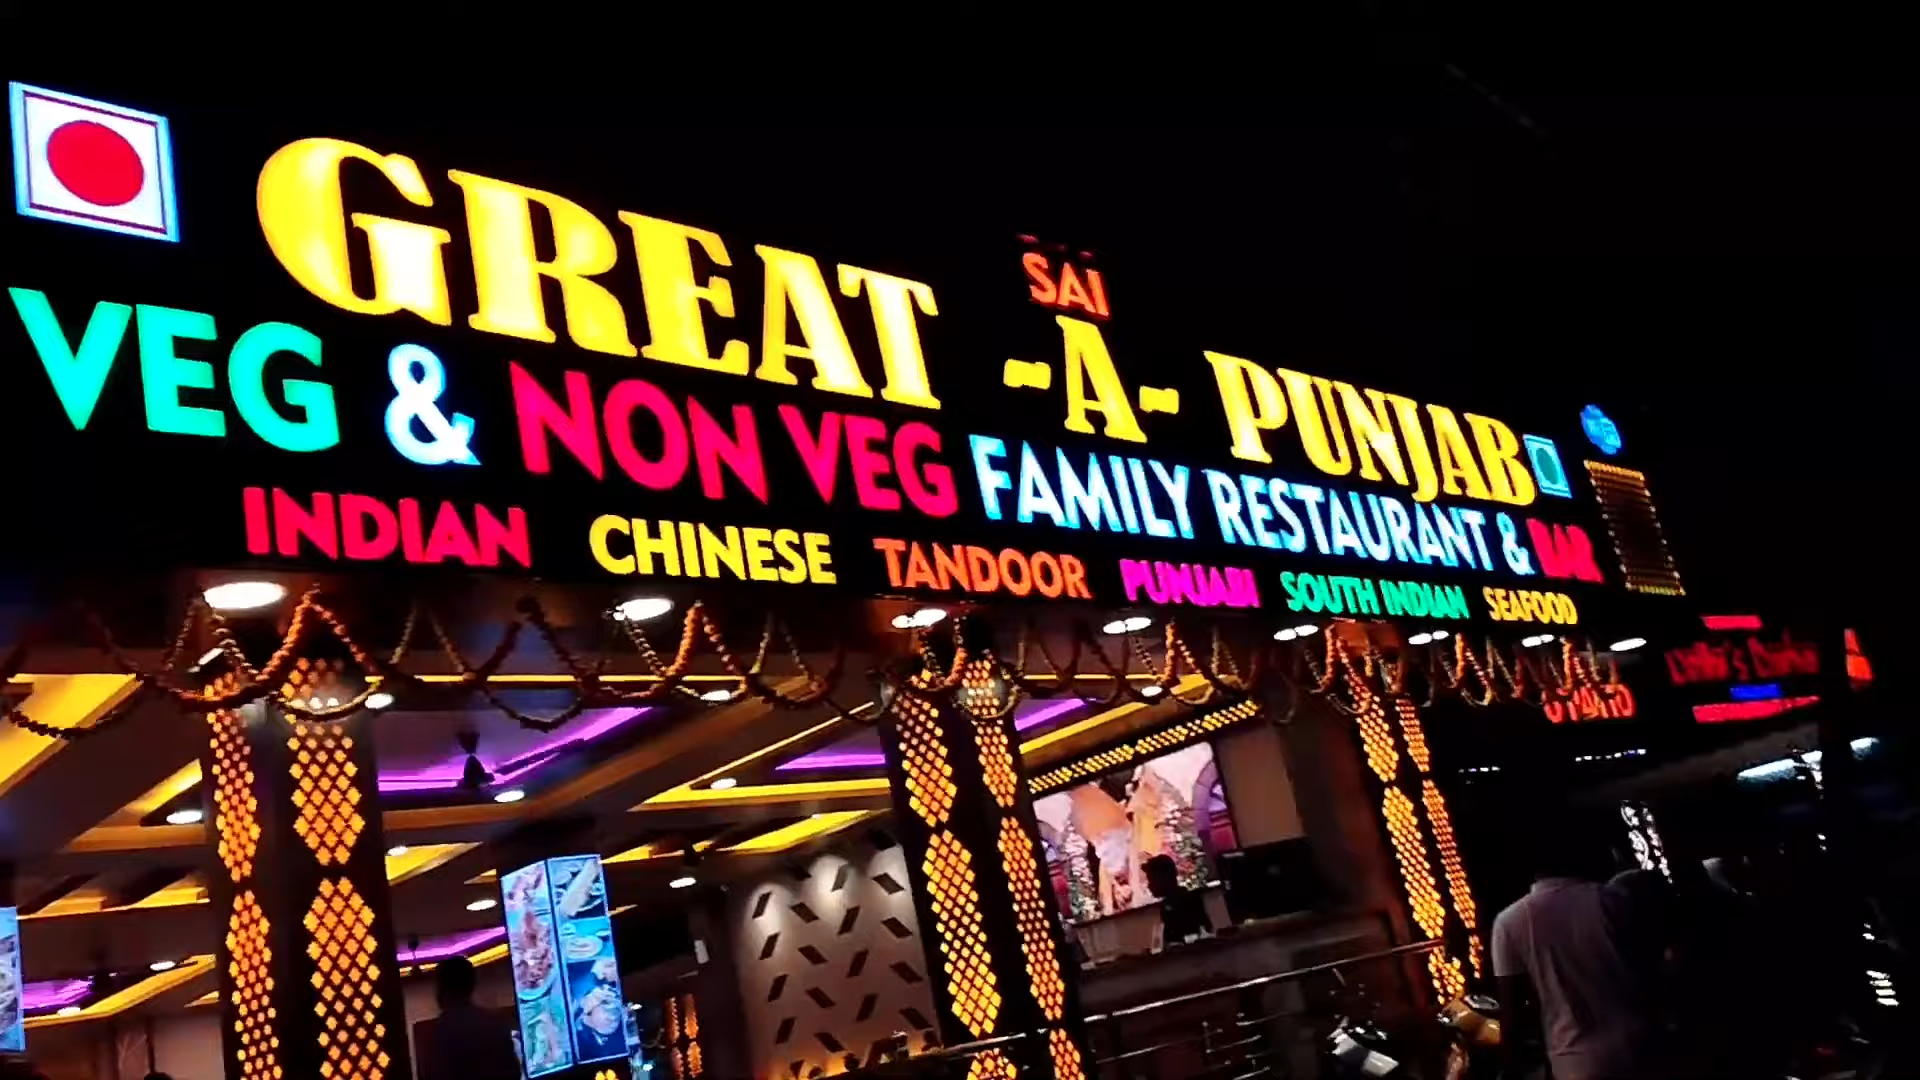 SAI
GREAT -A- PUNJAB
VEG & NON VEG FAMILY RESTAURANT & BAR
INDIAN CHINESE TANDOOR PUNJABI SOUTH INDIAN SEAFOOD